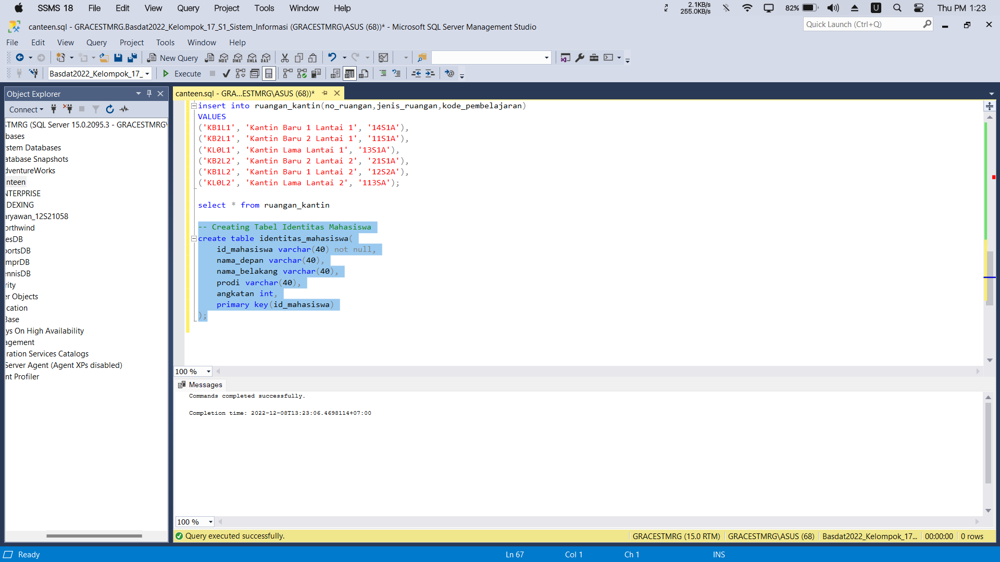 SSMS 18 File Edit View Query Project Tools Window Help 2.1KB/s 255.0KB/s 82% U Thu PM 1:23
canteen.sql - GRACESTMRG.Basdat2022_Kelompok_17_S1_Sistem_Informasi (GRACESTMRG\ASUS (68))* - Microsoft SQL Server Management Studio
Quick Launch (Ctrl+Q)
File Edit View Query Project Tools Window Help
New Query MDX DMX XMLA DAX
Basdat2022_Kelompok_17_ Execute
Object Explorer
Connect
STMRG (SQL Server 15.0.2095.3 - GRACESTMRG\
bases
stem Databases
atabase Snapshots
dventureWorks
nteen
NTERPRISE
DEXING
aryawan_12S21058
orthwind
esDB
portsDB
mprDB
ennisDB
rity
er Objects
cation
Base
ys On High Availability
agement
ration Services Catalogs
Server Agent (Agent XPs disabled)
nt Profiler
canteen.sql - GRA...ESTMRG\ASUS (68))*
insert into ruangan_kantin(no_ruangan,jenis_ruangan,kode_pembelajaran)
VALUES
('KB1L1', 'Kantin Baru 1 Lantai 1', '14S1A'),
('KB2L1', 'Kantin Baru 2 Lantai 1', '11S1A'),
('KL0L1', 'Kantin Lama Lantai 1', '13S1A'),
('KB2L2', 'Kantin Baru 2 Lantai 2', '21S1A'),
('KB1L2', 'Kantin Baru 1 Lantai 2', '12S2A'),
('KL0L2', 'Kantin Lama Lantai 2', '113SA');
select * from ruangan_kantin
-- Creating Tabel Identitas Mahasiswa
create table identitas_mahasiswa(
id_mahasiswa varchar(40) not null,
nama_depan varchar(40),
nama_belakang varchar(40),
prodi varchar(40),
angkatan int,
primary key(id_mahasiswa)
);
100 %
Messages
Commands completed successfully.
Completion time: 2022-12-08T13:23:06.4698114+07:00
100 %
Query executed successfully. GRACESTMRG (15.0 RTM) GRACESTMRG\ASUS (68) Basdat2022_Kelompok_17... 00:00:00 0 rows
Ready Ln 67 Col 1 Ch 1 INS